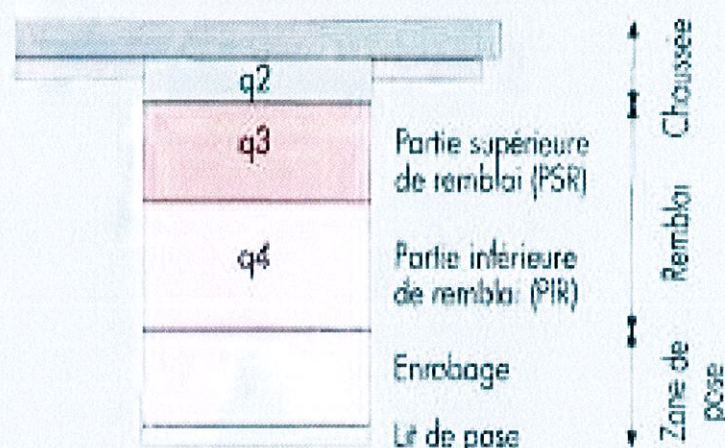 q2
q3
Partie supérieure
de remblai (PSR)
q4
Partie inférieure
de remblai (PIR)
Enrobage
Lit de pose
Chaussée
Remblai
Zone de
pose